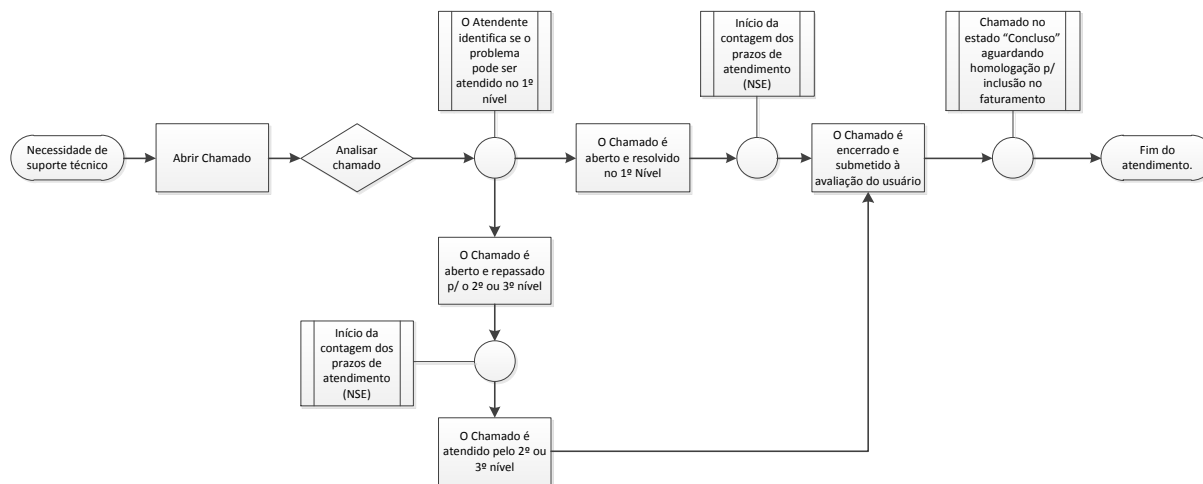 O Atendente
identifica se o
problema
pode ser
atendido no 1º
nível
Início da
contagem dos
prazos de
atendimento
(NSE)
Chamado no
estado “Concluso”
aguardando
homologação p/
inclusão no
faturamento
Necessidade de
suporte técnico
Abrir Chamado
Analisar
chamado
O Chamado é
aberto e resolvido
no 1º Nível
O Chamado é
encerrado e
submetido à
avaliação do usuário
Fim do
atendimento.
O Chamado é
aberto e repassado
p/ o 2º ou 3º nível
Início da
contagem dos
prazos de
atendimento
(NSE)
O Chamado é
atendido pelo 2º ou
3º nível